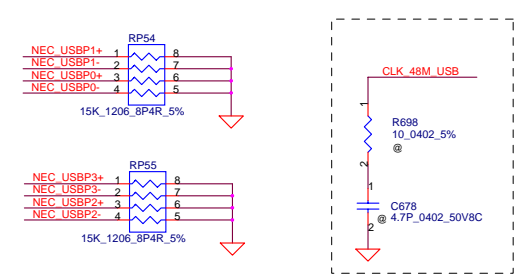 RP54
NEC_USBP1+ 1 8
NEC_USBP1- 2 7
NEC_USBP0+ 3 6
NEC_USBP0- 4 5
15K_1206_8P4R_5%
RP55
NEC_USBP3+ 1 8
NEC_USBP3- 2 7
NEC_USBP2+ 3 6
NEC_USBP2- 4 5
15K_1206_8P4R_5%
CLK_48M_USB
1
R698
10_0402_5%
@
2
1
C678
@ 4.7P_0402_50V8C
2